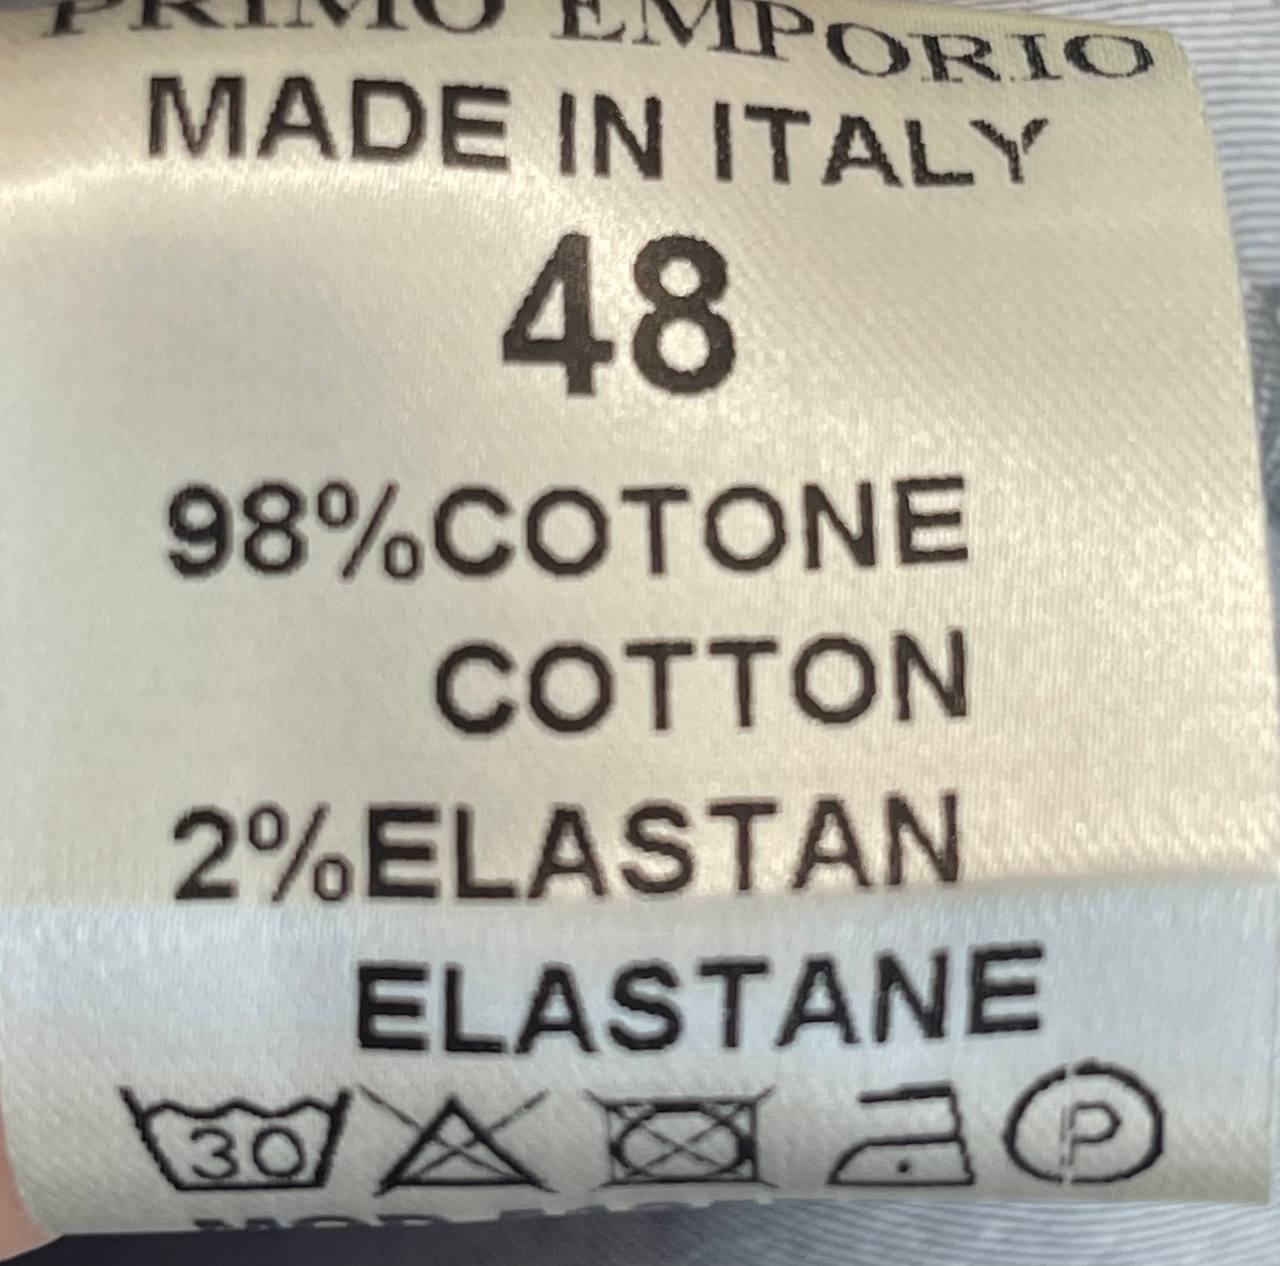 PRIMO EMPORIO
MADE IN ITALY
48
98%COTONE
COTTON
2%ELASTAN
ELASTANE
30 P